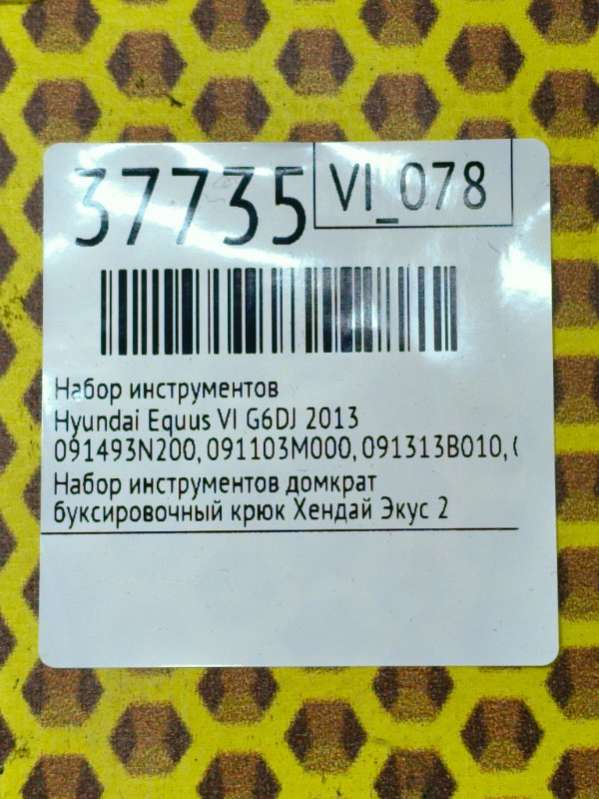 37735
VI_078
Набор инструментов
Hyundai Equus VI G6DJ 2013
091493N200, 091103M000, 091313B010,
Набор инструментов домкрат
буксировочный крюк Хендай Экус 2